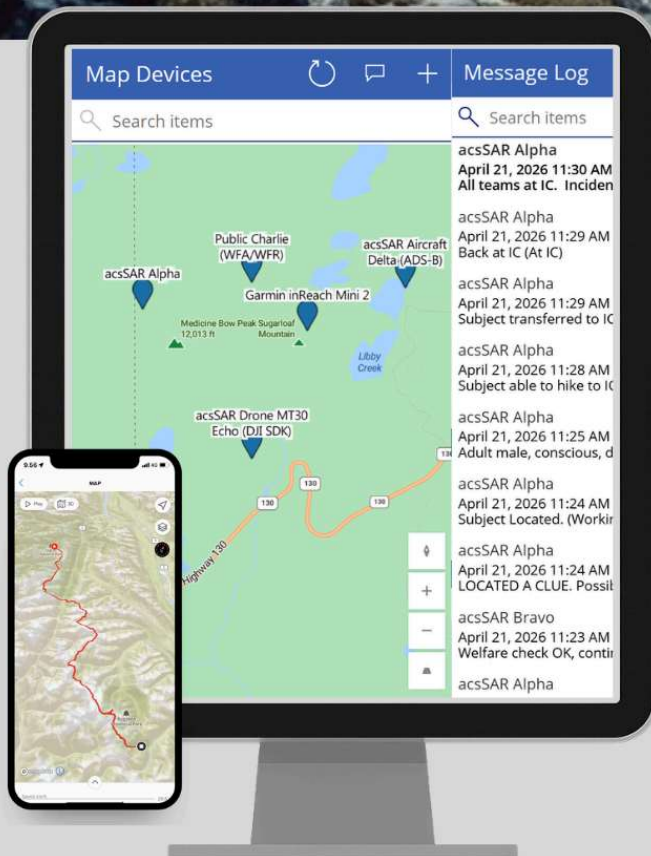 Map Devices
Search items
acsSAR Alpha
Public Charlie
(WFA/WFR)
acsSAR Aircraft
Delta (ADS-B)
Garmin inReach Mini 2
Medicine Bow Peak Sugarloaf
12,013 ft Mountain
Libby
Creek
acsSAR Drone MT30
Echo (DJI SDK)
130
130
130
Highway 130
+
−
Message Log
Search items
acsSAR Alpha
April 21, 2026 11:30 AM
All teams at IC. Inciden
acsSAR Alpha
April 21, 2026 11:29 AM
Back at IC (At IC)
acsSAR Alpha
April 21, 2026 11:29 AM
Subject transferred to IC
acsSAR Alpha
April 21, 2026 11:28 AM
Subject able to hike to IC
acsSAR Alpha
April 21, 2026 11:25 AM
Adult male, conscious, d
acsSAR Alpha
April 21, 2026 11:24 AM
Subject Located. (Workin
acsSAR Alpha
April 21, 2026 11:24 AM
LOCATED A CLUE. Possib
acsSAR Bravo
April 21, 2026 11:23 AM
Welfare check OK, contin
acsSAR Alpha
9:56
4G
MAP
Play
3D